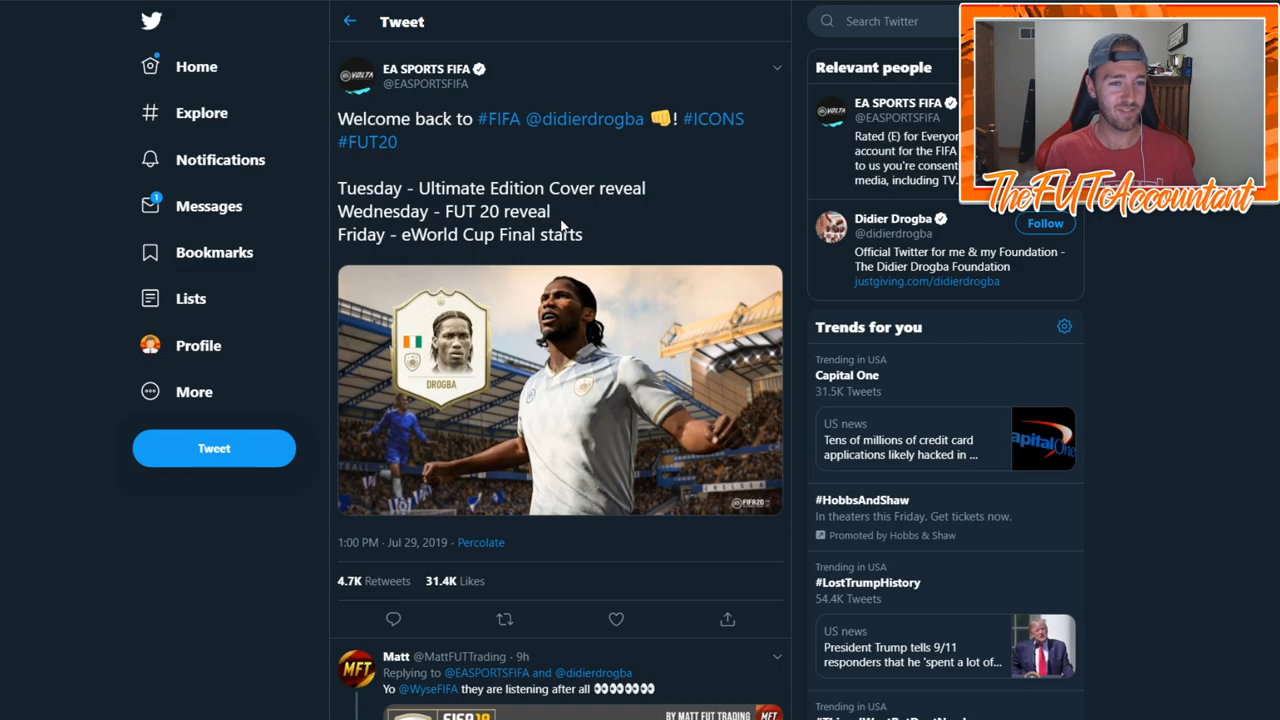 Tweet
Search Twitter
Home
Explore
Notifications
1
Messages
Bookmarks
Lists
Profile
More
Tweet
EA SPORTS FIFA
@EASPORTSFIFA
Welcome back to #FIFA @didierdrogba 👊! #ICONS
#FUT20
Tuesday - Ultimate Edition Cover reveal
Wednesday - FUT 20 reveal
Friday - eWorld Cup Final starts
DROGBA
CHELSEA
FIFA20
1:00 PM · Jul 29, 2019 · Percolate
4.7K Retweets 31.4K Likes
MFT
Matt @MattFUTTrading · 9h
Replying to @EASPORTSFIFA and @didierdrogba
Yo @WyseFIFA they are listening after all 👀👀👀👀👀
FIFA19
BY MATT FUT TRADING
MFT
Relevant people
EA SPORTS FIFA
@EASPORTSFIFA
Rated (E) for Everyon
account for the FIFA
to us you're consent
media, including TV.
Didier Drogba
@didierdrogba
Follow
Official Twitter for me & my Foundation -
The Didier Drogba Foundation
justgiving.com/didierdrogba
TheFUTAccountant
Trends for you
Trending in USA
Capital One
31.5K Tweets
US news
Tens of millions of credit card
applications likely hacked in ...
#HobbsAndShaw
In theaters this Friday. Get tickets now.
Promoted by Hobbs & Shaw
Trending in USA
#LostTrumpHistory
54.4K Tweets
US news
President Trump tells 9/11
responders that he 'spent a lot of...
Trending in USA